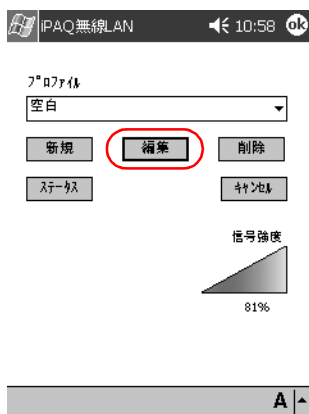 iPAQ無線LAN 10:58 ok
ﾌﾟﾛﾌｧｲﾙ
空白
新規 編集 削除
ｽﾃｰﾀｽ ｷｬﾝｾﾙ
信号強度
81%
A